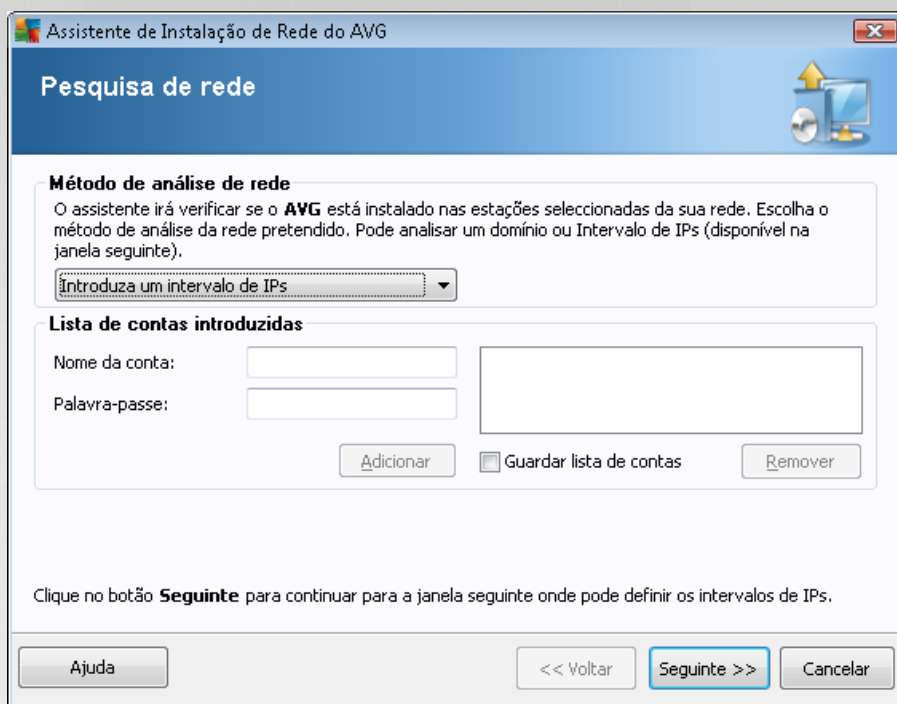 Assistente de Instalação de Rede do AVG
Pesquisa de rede
Método de análise de rede
O assistente irá verificar se o AVG está instalado nas estações seleccionadas da sua rede. Escolha o
método de análise da rede pretendido. Pode analisar um domínio ou Intervalo de IPs (disponível na
janela seguinte).
Introduza um intervalo de IPs
Lista de contas introduzidas
Nome da conta:
Palavra-passe:
Adicionar
Guardar lista de contas
Remover
Clique no botão Seguinte para continuar para a janela seguinte onde pode definir os intervalos de IPs.
Ajuda
<< Voltar
Seguinte >>
Cancelar